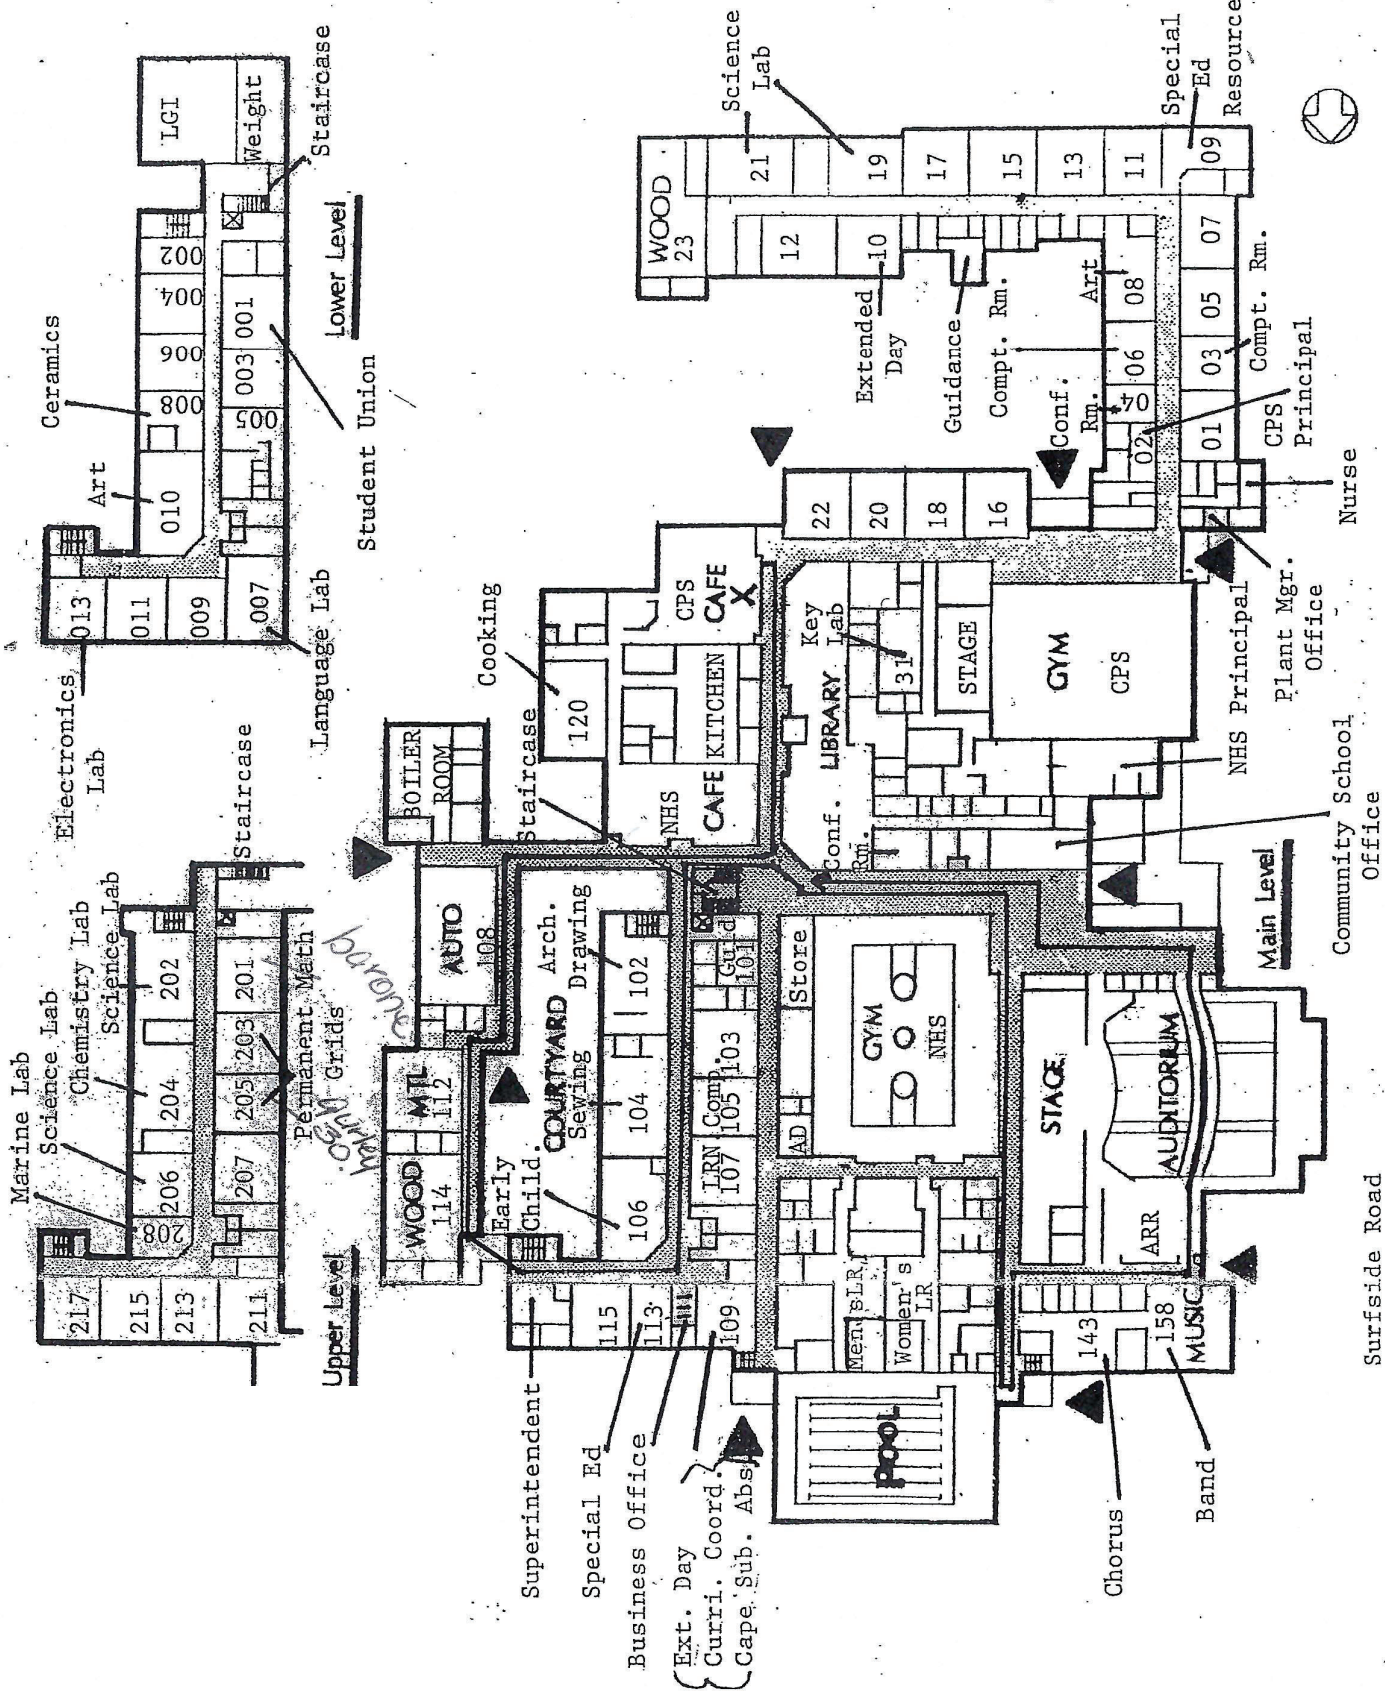 Upper Level
Marine Lab
Science Lab
Chemistry Lab
Science Lab
Staircase
217
215
213
211
208
206
204
202
207
205
203
201
Permanent Math
Grids
Electronics
Lab
Language Lab
Art
Ceramics
Student Union
Staircase
Lower Level
013
011
009
007
010
008
006
004
002
005
003
001
LGI
Weight
Main Level
BOILER
ROOM
AUTO
108
MTL
112
WOOD
114
COURTYARD
Early
Child.
Sewing
Arch.
Drawing
106
104
102
Superintendent
Special Ed
Business Office
Ext. Day
Curri. Coord.
Cape Sub. Abs.
115
113
109
LRN
107
Comp.
105
103
Guid
101
Staircase
Cooking
120
NHS
CAFE
KITCHEN
CPS
CAFE
X
Store
AD
GYM
NHS
Men's LR
Women's
LR
POOL
Conf.
Rm.
LIBRARY
Key
Lab
31
STAGE
GYM
CPS
STAGE
AUDITORIUM
ARR
143
158
MUSIC
Chorus
Band
NHS Principal
Community School
Office
Plant Mgr.
Office
Nurse
CPS
Principal
22
20
18
16
Conf.
Rm.
Compt. Rm.
Guidance
Extended
Day
Art
02
04
06
08
01
03
05
07
09
Compt. Rm.
WOOD
23
12
10
21
19
17
15
13
11
Science
Lab
Special
Ed
Resource
Surfside Road